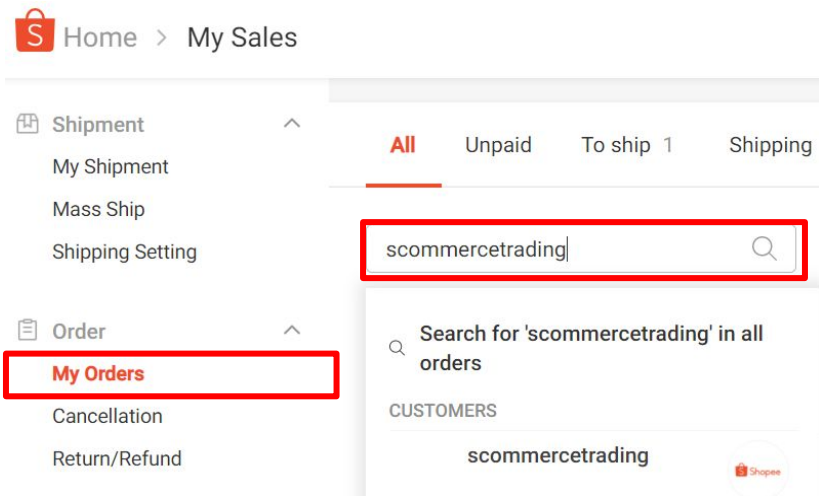 S Home > My Sales
Shipment
My Shipment
Mass Ship
Shipping Setting
Order
My Orders
Cancellation
Return/Refund
All Unpaid To ship 1 Shipping
scommercetrading
Search for 'scommercetrading' in all
orders
CUSTOMERS
scommercetrading
Shopee